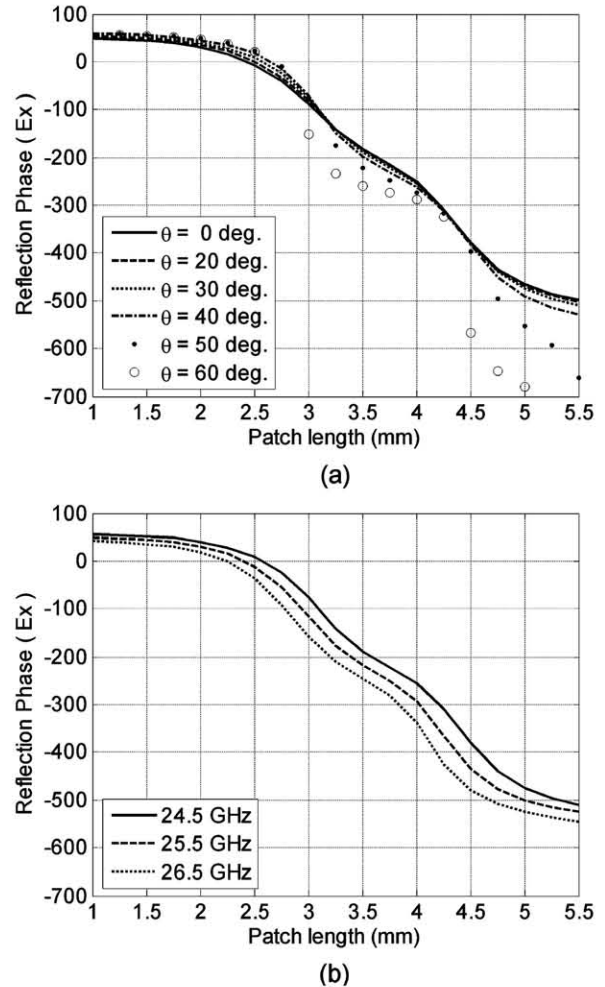 100
0
-100
-200
-300
-400
-500
-600
-700
Reflection Phase ( Ex )
θ = 0 deg.
θ = 20 deg.
θ = 30 deg.
θ = 40 deg.
θ = 50 deg.
θ = 60 deg.
1 1.5 2 2.5 3 3.5 4 4.5 5 5.5
Patch length (mm)
(a)
100
0
-100
-200
-300
-400
-500
-600
-700
Reflection Phase ( Ex )
24.5 GHz
25.5 GHz
26.5 GHz
1 1.5 2 2.5 3 3.5 4 4.5 5 5.5
Patch length (mm)
(b)